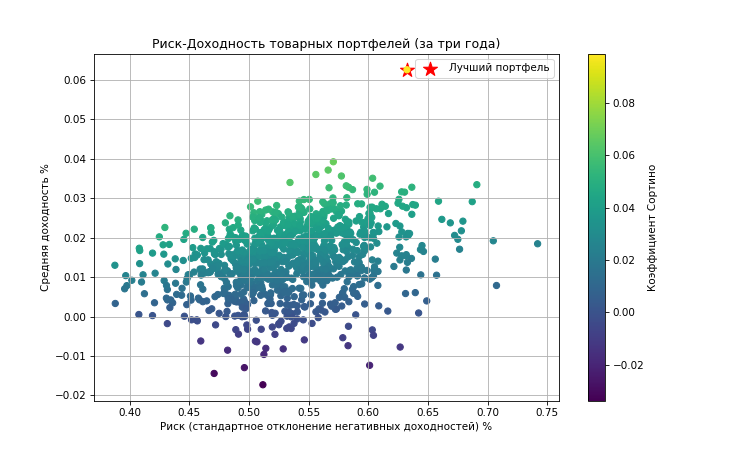 Риск-Доходность товарных портфелей (за три года)
Лучший портфель
Средняя доходность %
0.06
0.05
0.04
0.03
0.02
0.01
0.00
−0.01
−0.02
0.40 0.45 0.50 0.55 0.60 0.65 0.70 0.75
Риск (стандартное отклонение негативных доходностей) %
0.08
0.06
0.04
0.02
0.00
−0.02
Коэффициент Сортино